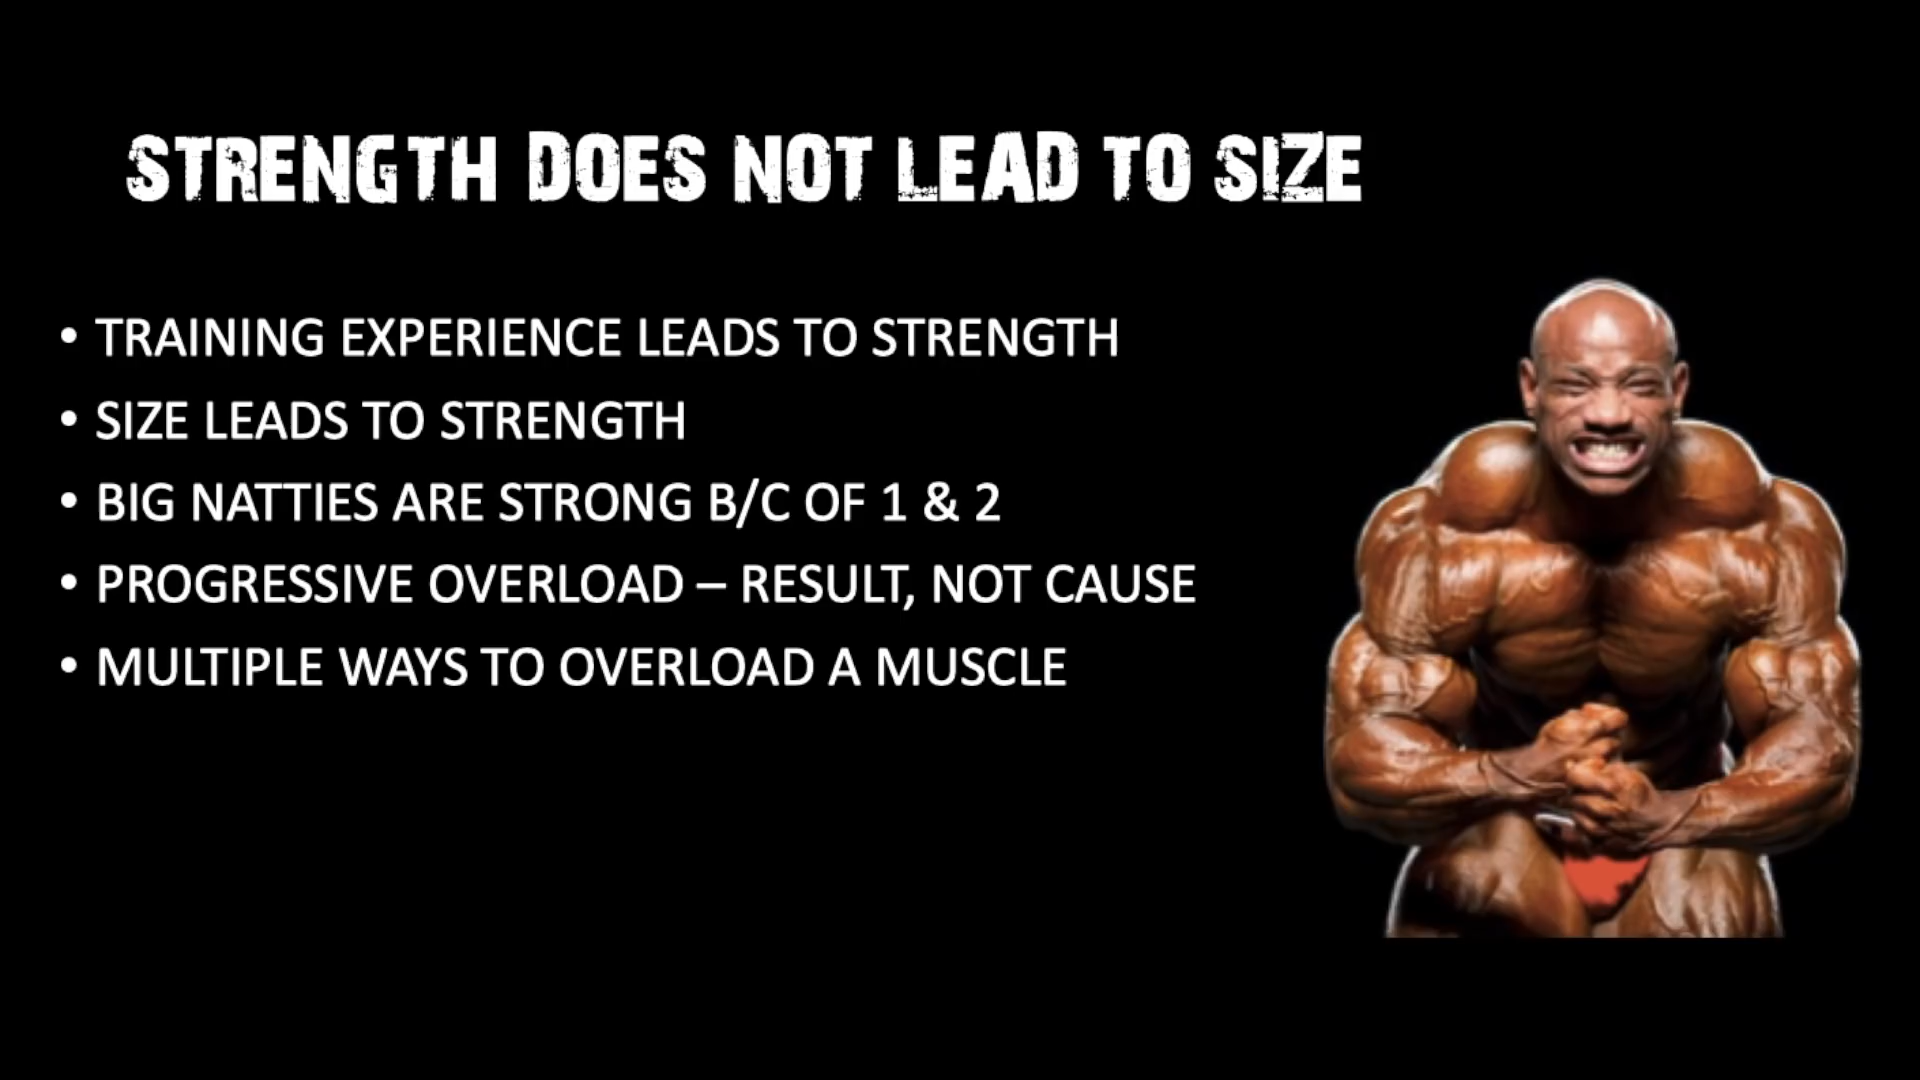 STRENGTH DOES NOT LEAD TO SIZE
• TRAINING EXPERIENCE LEADS TO STRENGTH
• SIZE LEADS TO STRENGTH
• BIG NATTIES ARE STRONG B/C OF 1 & 2
• PROGRESSIVE OVERLOAD – RESULT, NOT CAUSE
• MULTIPLE WAYS TO OVERLOAD A MUSCLE